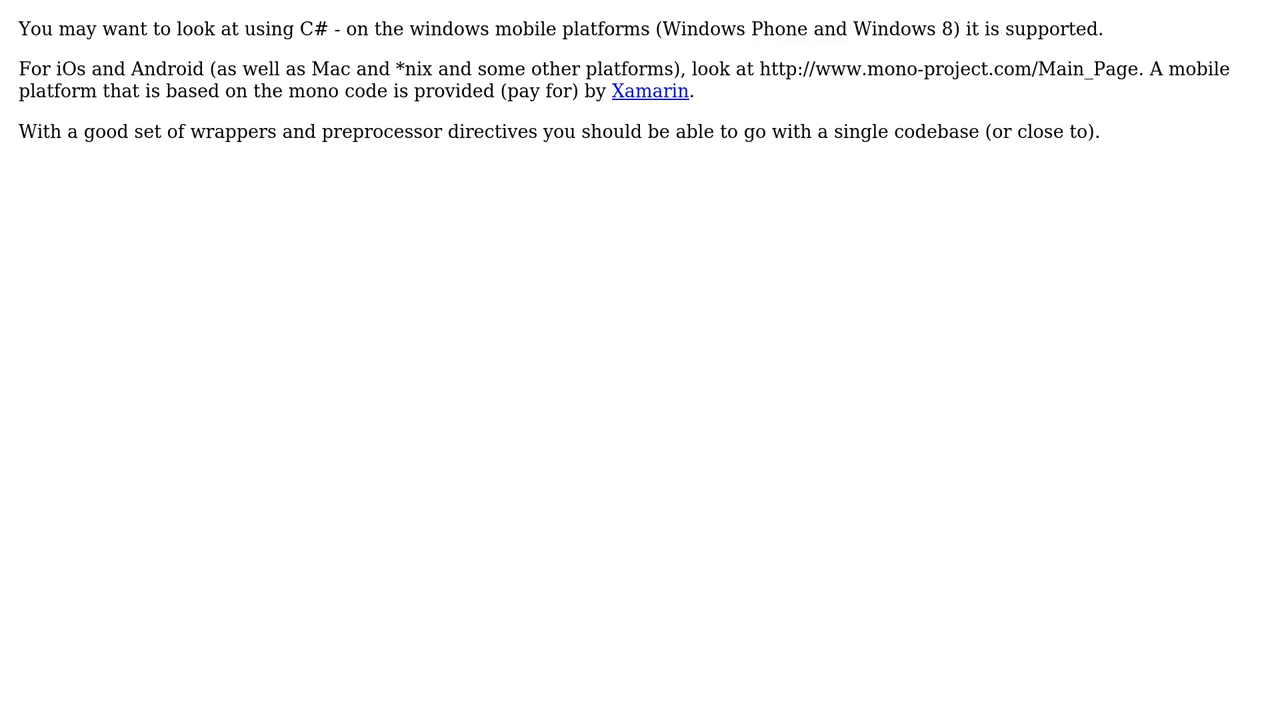 You may want to look at using C# - on the windows mobile platforms (Windows Phone and Windows 8) it is supported.
For iOs and Android (as well as Mac and *nix and some other platforms), look at http://www.mono-project.com/Main_Page. A mobile
platform that is based on the mono code is provided (pay for) by Xamarin.
With a good set of wrappers and preprocessor directives you should be able to go with a single codebase (or close to).